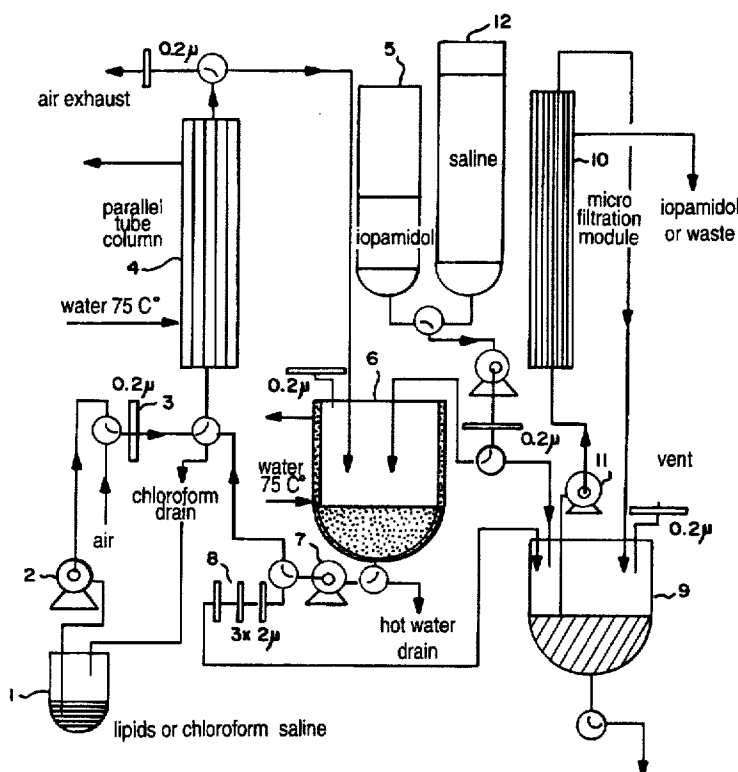 12
0.2µ
5
air exhaust
saline
10
parallel
tube
column
4
iopamidol
micro
filtration
module
iopamidol
or waste
water 75 C°
6
0.2µ
3
0.2µ
0.2µ
11
vent
water
75 C°
chloroform
drain
air
0.2µ
2
7
8
3x 2µ
hot water
drain
9
1
lipids or chloroform saline